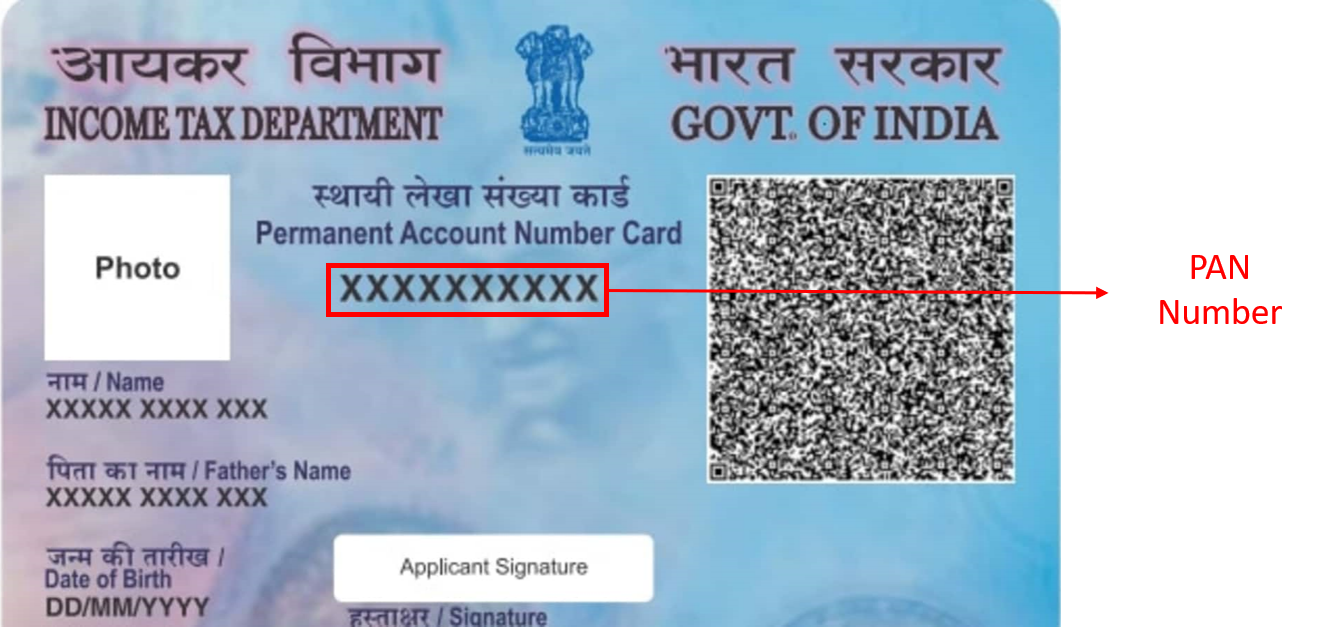 आयकर विभाग
INCOME TAX DEPARTMENT
सत्यमेव जयते
भारत सरकार
GOVT. OF INDIA
Photo
स्थायी लेखा संख्या कार्ड
Permanent Account Number Card
XXXXXXXXXX
PAN
Number
नाम / Name
XXXXX XXXX XXX
पिता का नाम / Father's Name
XXXXX XXXX XXX
जन्म की तारीख /
Date of Birth
DD/MM/YYYY
Applicant Signature
हस्ताक्षर / Signature